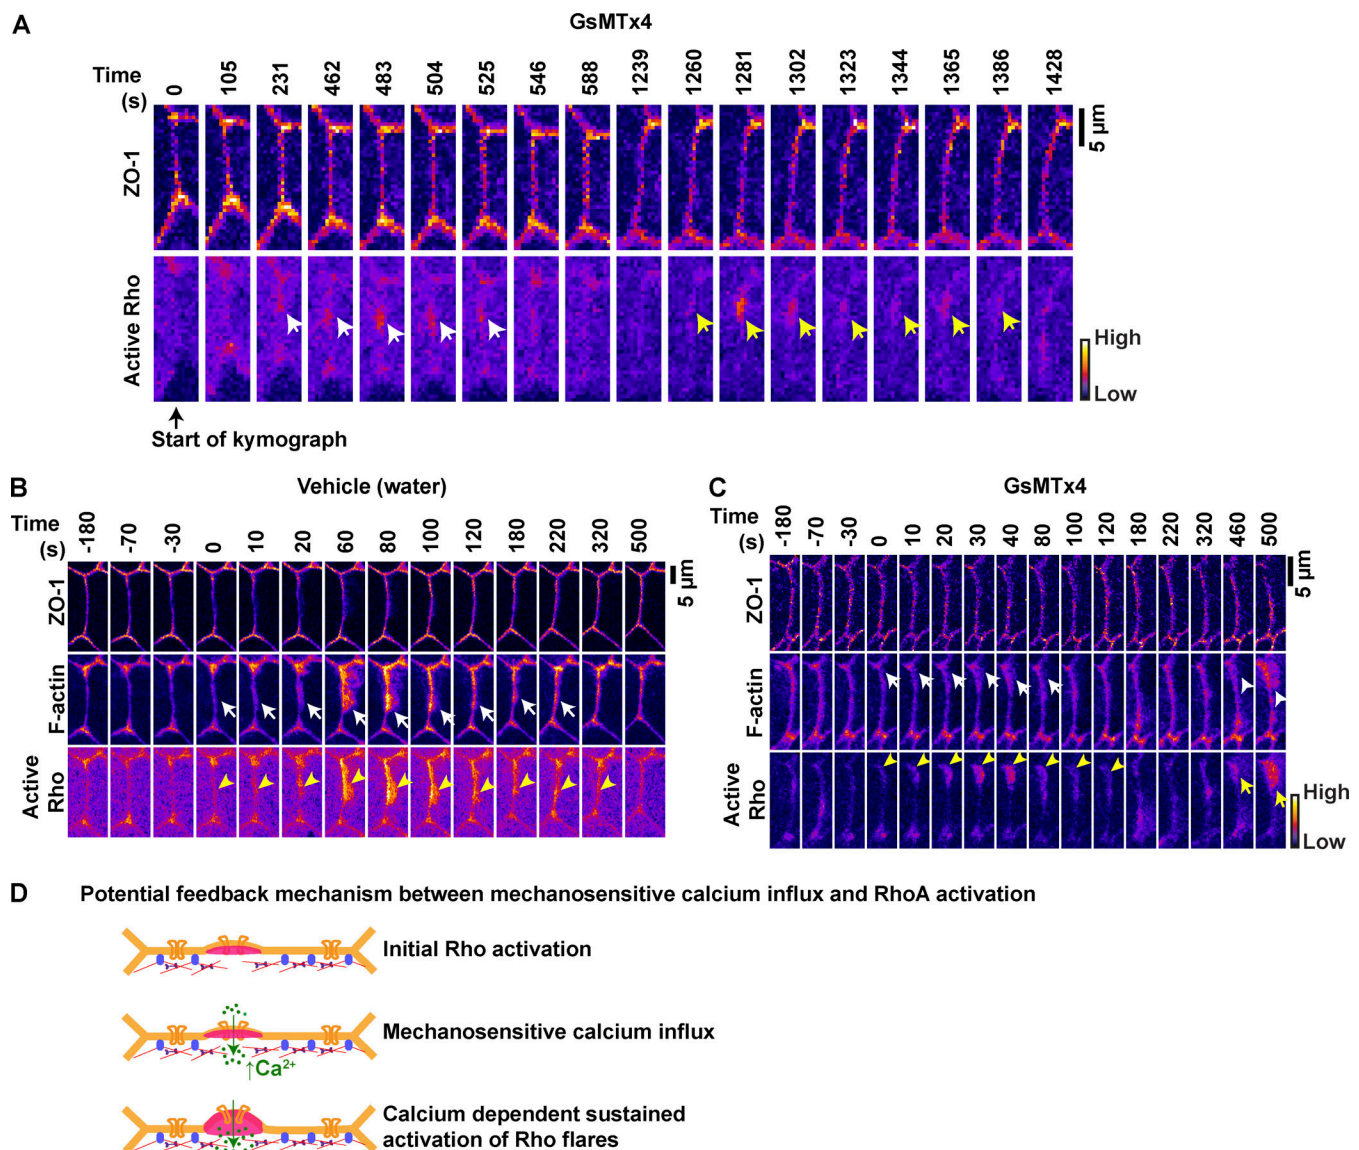 A
GsMTx4
Time (s) 0 105 231 462 483 504 525 546 588 1239 1260 1281 1302 1323 1344 1365 1386 1428
ZO-1
5 µm
Active Rho
High
Low
Start of kymograph
B
Vehicle (water)
Time (s) -180 -70 -30 0 10 20 60 80 100 120 180 220 320 500
ZO-1
5 µm
F-actin
Active Rho
C
GsMTx4
Time (s) -180 -70 -30 0 10 20 30 40 80 100 120 180 220 320 460 500
ZO-1
5 µm
F-actin
Active Rho
High
Low
D
Potential feedback mechanism between mechanosensitive calcium influx and RhoA activation
Initial Rho activation
Mechanosensitive calcium influx
↑Ca²⁺
Calcium dependent sustained
activation of Rho flares